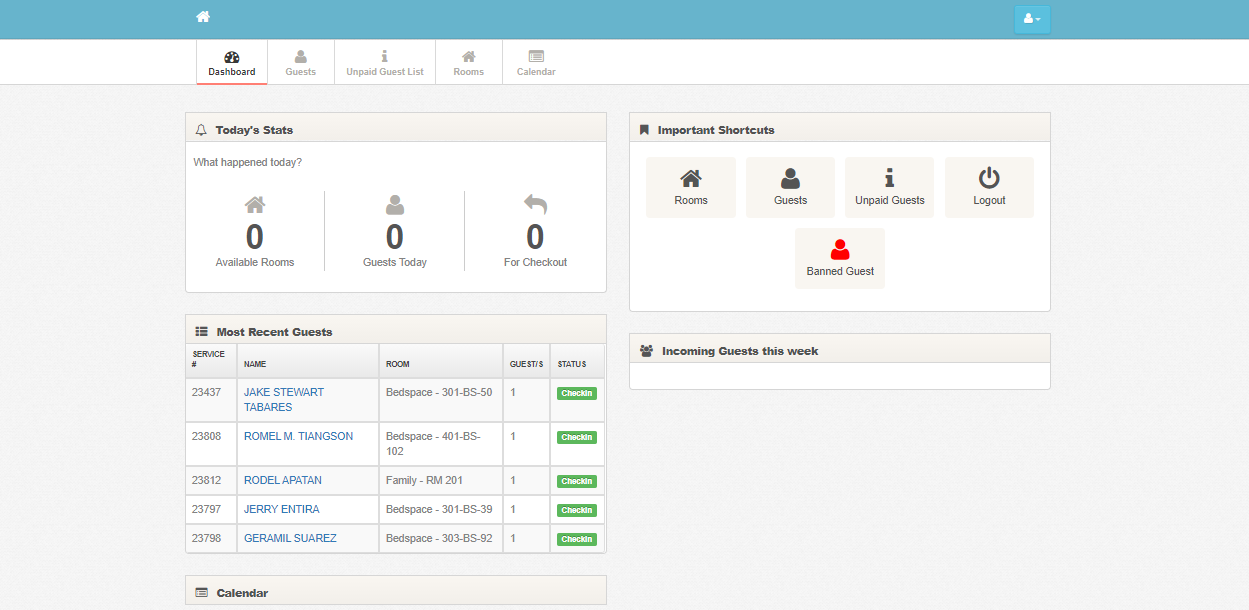 Dashboard
Guests
Unpaid Guest List
Rooms
Calendar
Today's Stats
What happened today?
0
Available Rooms
0
Guests Today
0
For Checkout
Important Shortcuts
Rooms
Guests
Unpaid Guests
Logout
Banned Guest
Most Recent Guests
SERVICE
# NAME ROOM GUEST/S STATUS
23437 JAKE STEWART Bedspace - 301-BS-50 1 CheckIn
TABARES
23808 ROMEL M. TIANGSON Bedspace - 401-BS- 1 CheckIn
102
23812 RODEL APATAN Family - RM 201 1 CheckIn
23797 JERRY ENTIRA Bedspace - 301-BS-39 1 CheckIn
23798 GERAMIL SUAREZ Bedspace - 303-BS-92 1 CheckIn
Incoming Guests this week
Calendar